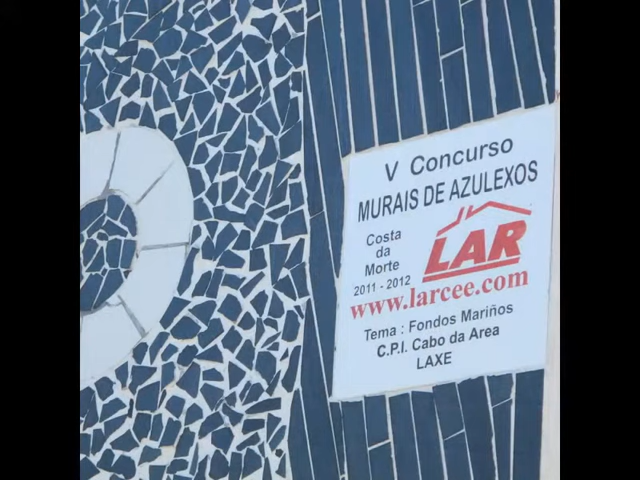 V Concurso
MURAIS DE AZULEXOS
Costa
da
Morte
2011 - 2012
LAR
www.larcee.com
Tema : Fondos Mariños
C.P.I. Cabo da Area
LAXE